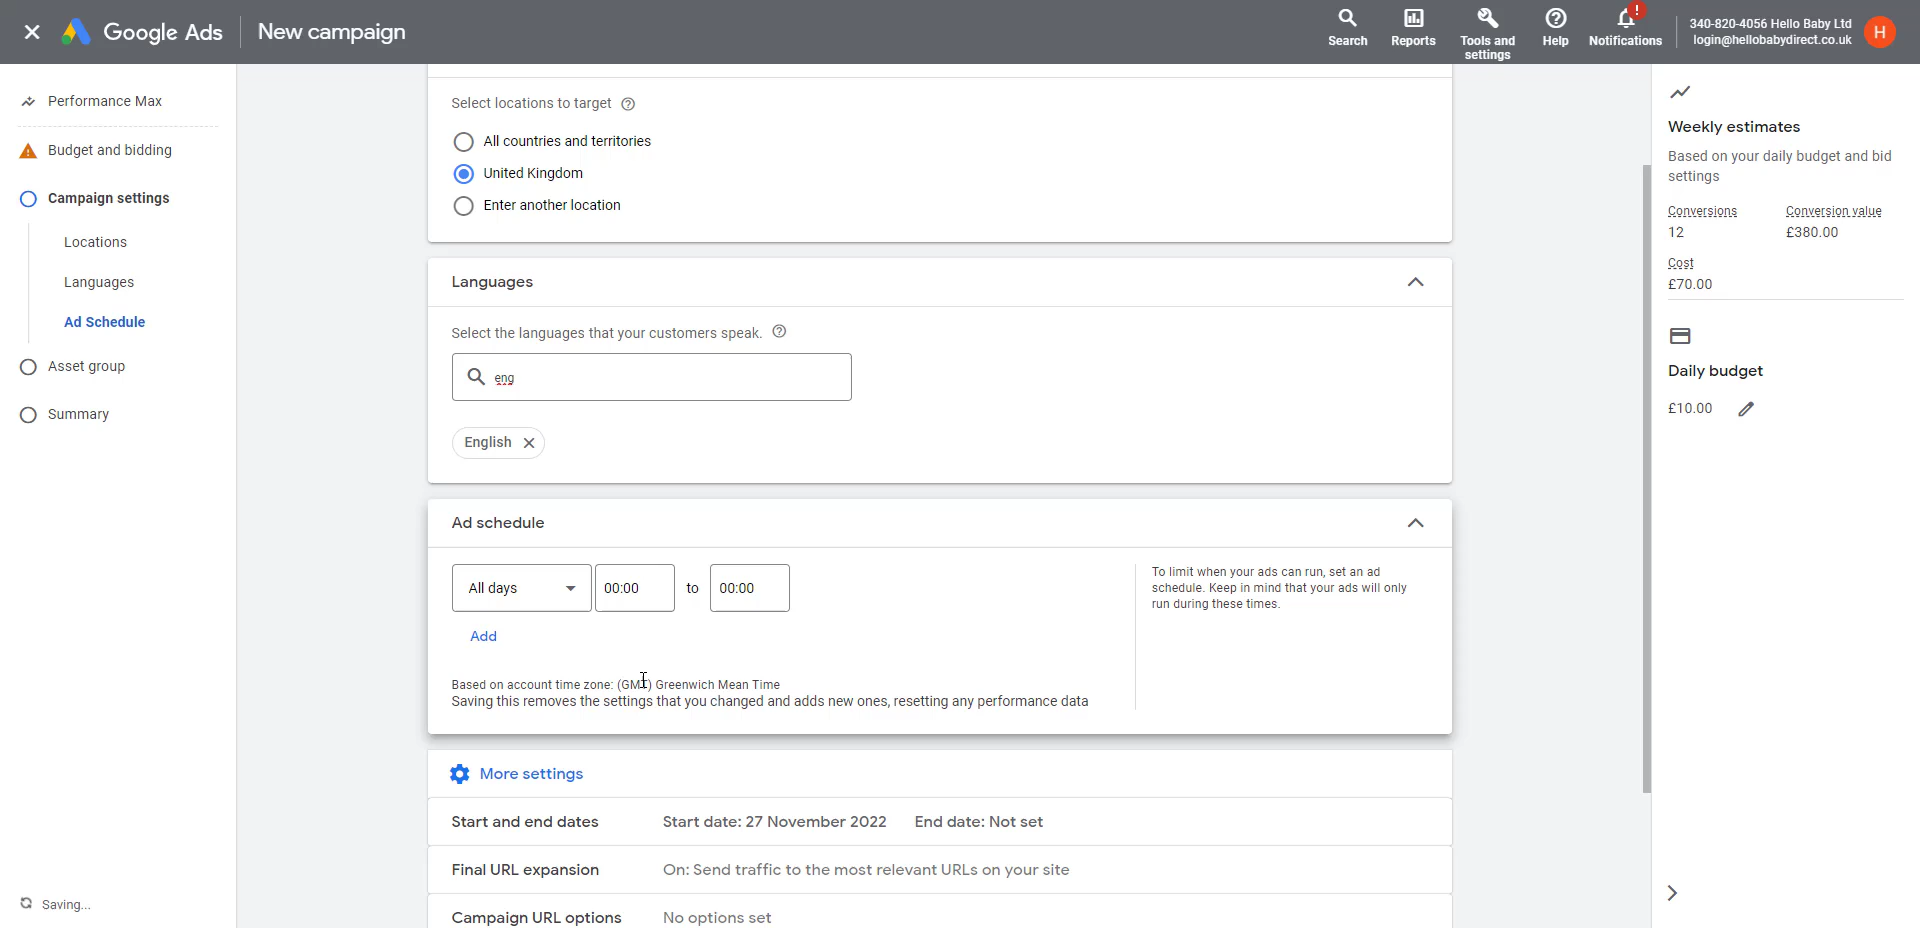 Google Ads
New campaign
Search
Reports
Tools and
settings
Help
!
Notifications
340-820-4056 Hello Baby Ltd
login@hellobabydirect.co.uk
H
Performance Max
Budget and bidding
Campaign settings
Locations
Languages
Ad Schedule
Asset group
Summary
Saving...
Select locations to target
All countries and territories
United Kingdom
Enter another location
Languages
Select the languages that your customers speak.
eng
English
Ad schedule
All days
00:00
to
00:00
Add
To limit when your ads can run, set an ad
schedule. Keep in mind that your ads will only
run during these times.
Based on account time zone: (GMT) Greenwich Mean Time
Saving this removes the settings that you changed and adds new ones, resetting any performance data
More settings
Start and end dates Start date: 27 November 2022 End date: Not set
Final URL expansion On: Send traffic to the most relevant URLs on your site
Campaign URL options No options set
Weekly estimates
Based on your daily budget and bid
settings
Conversions Conversion value
12 £380.00
Cost
£70.00
Daily budget
£10.00